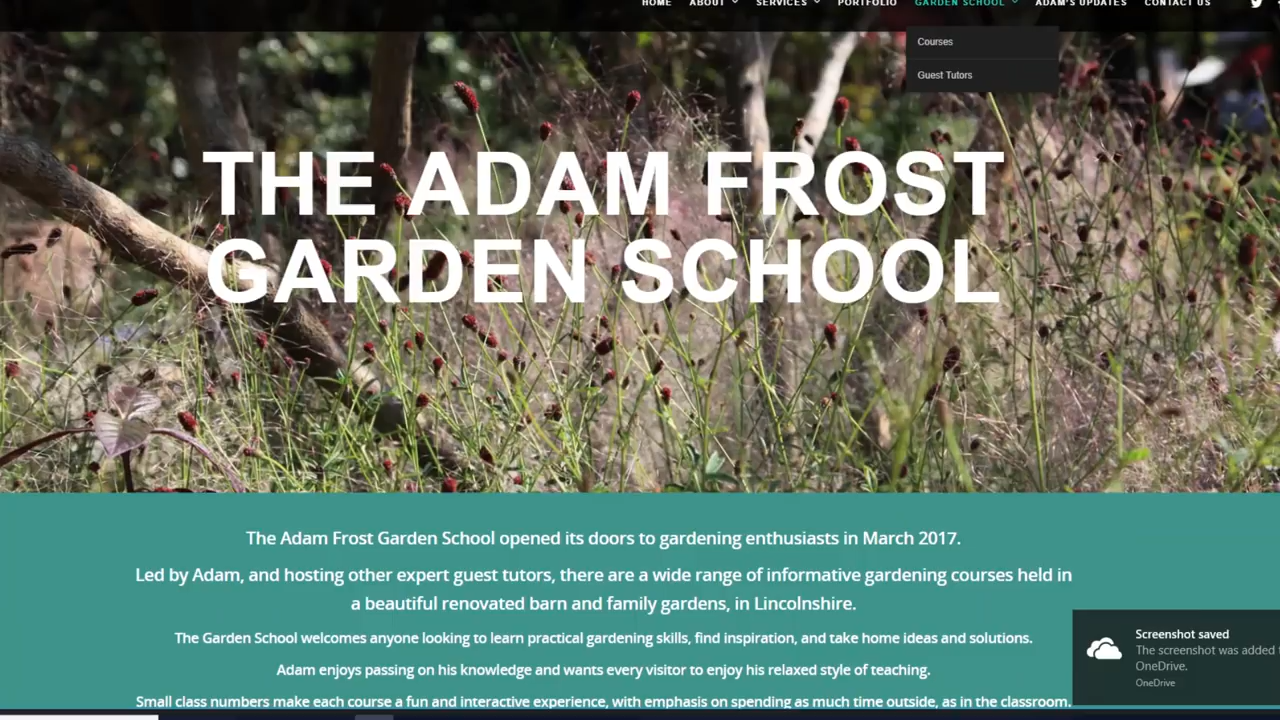 HOME ABOUT SERVICES PORTFOLIO GARDEN SCHOOL ADAM'S UPDATES CONTACT US
Courses
Guest Tutors
THE ADAM FROST
GARDEN SCHOOL
The Adam Frost Garden School opened its doors to gardening enthusiasts in March 2017.
Led by Adam, and hosting other expert guest tutors, there are a wide range of informative gardening courses held in
a beautiful renovated barn and family gardens, in Lincolnshire.
The Garden School welcomes anyone looking to learn practical gardening skills, find inspiration, and take home ideas and solutions.
Adam enjoys passing on his knowledge and wants every visitor to enjoy his relaxed style of teaching.
Small class numbers make each course a fun and interactive experience, with emphasis on spending as much time outside, as in the classroom.
Screenshot saved
The screenshot was added
OneDrive.
OneDrive